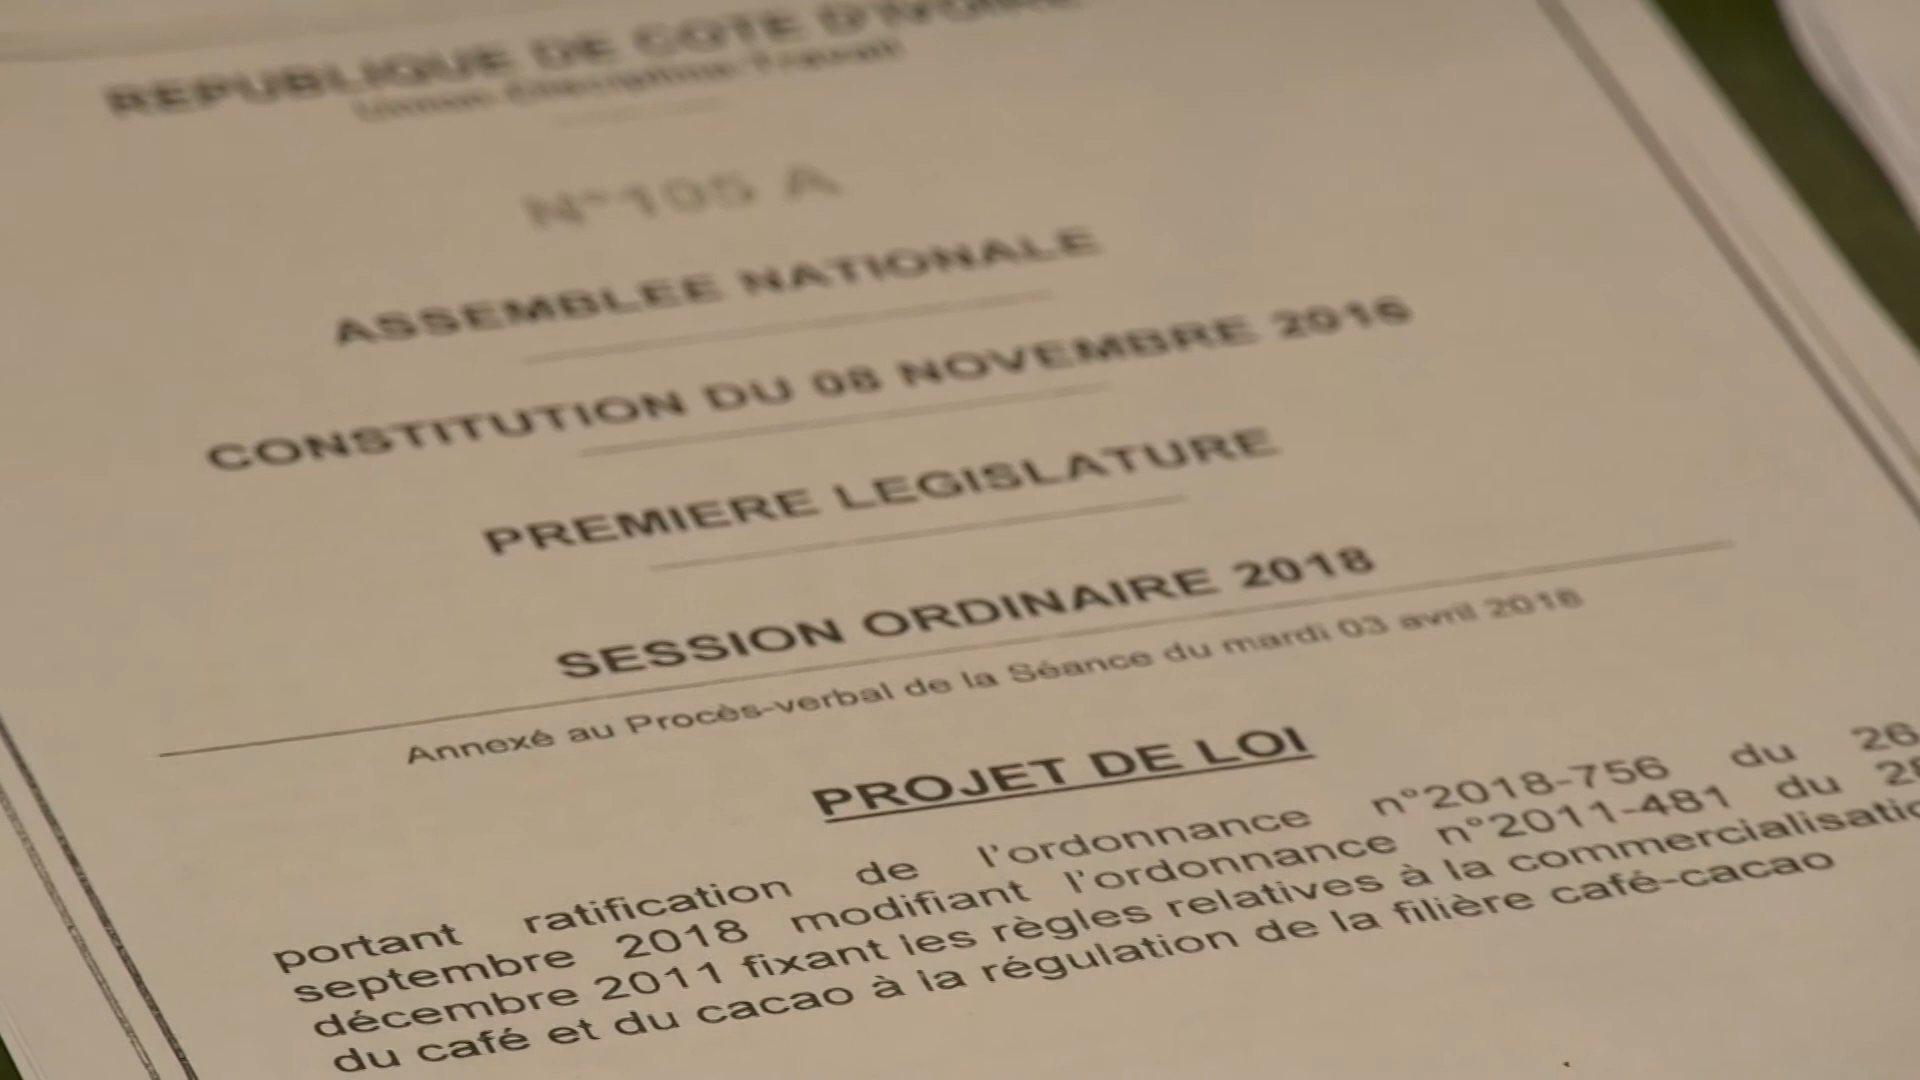 REPUBLIQUE DE COTE D'IVOIRE
Union-Discipline-Travail
N°105 A
ASSEMBLEE NATIONALE
CONSTITUTION DU 08 NOVEMBRE 2016
PREMIERE LEGISLATURE
SESSION ORDINAIRE 2018
Annexé au Procès-verbal de la Séance du mardi 03 avril 2018
PROJET DE LOI
portant ratification de l'ordonnance n°2018-756 du 26
septembre 2018 modifiant l'ordonnance n°2011-481 du
décembre 2011 fixant les règles relatives à la commercialisatio
du café et du cacao à la régulation de la filière café-cacao